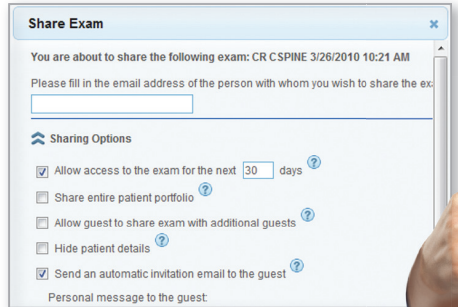 Share Exam
You are about to share the following exam: CR CSPINE 3/26/2010 10:21 AM
Please fill in the email address of the person with whom you wish to share the
Sharing Options
Allow access to the exam for the next 30 days ?
Share entire patient portfolio ?
Allow guest to share exam with additional guests ?
Hide patient details ?
Send an automatic invitation email to the guest ?
Personal message to the guest: